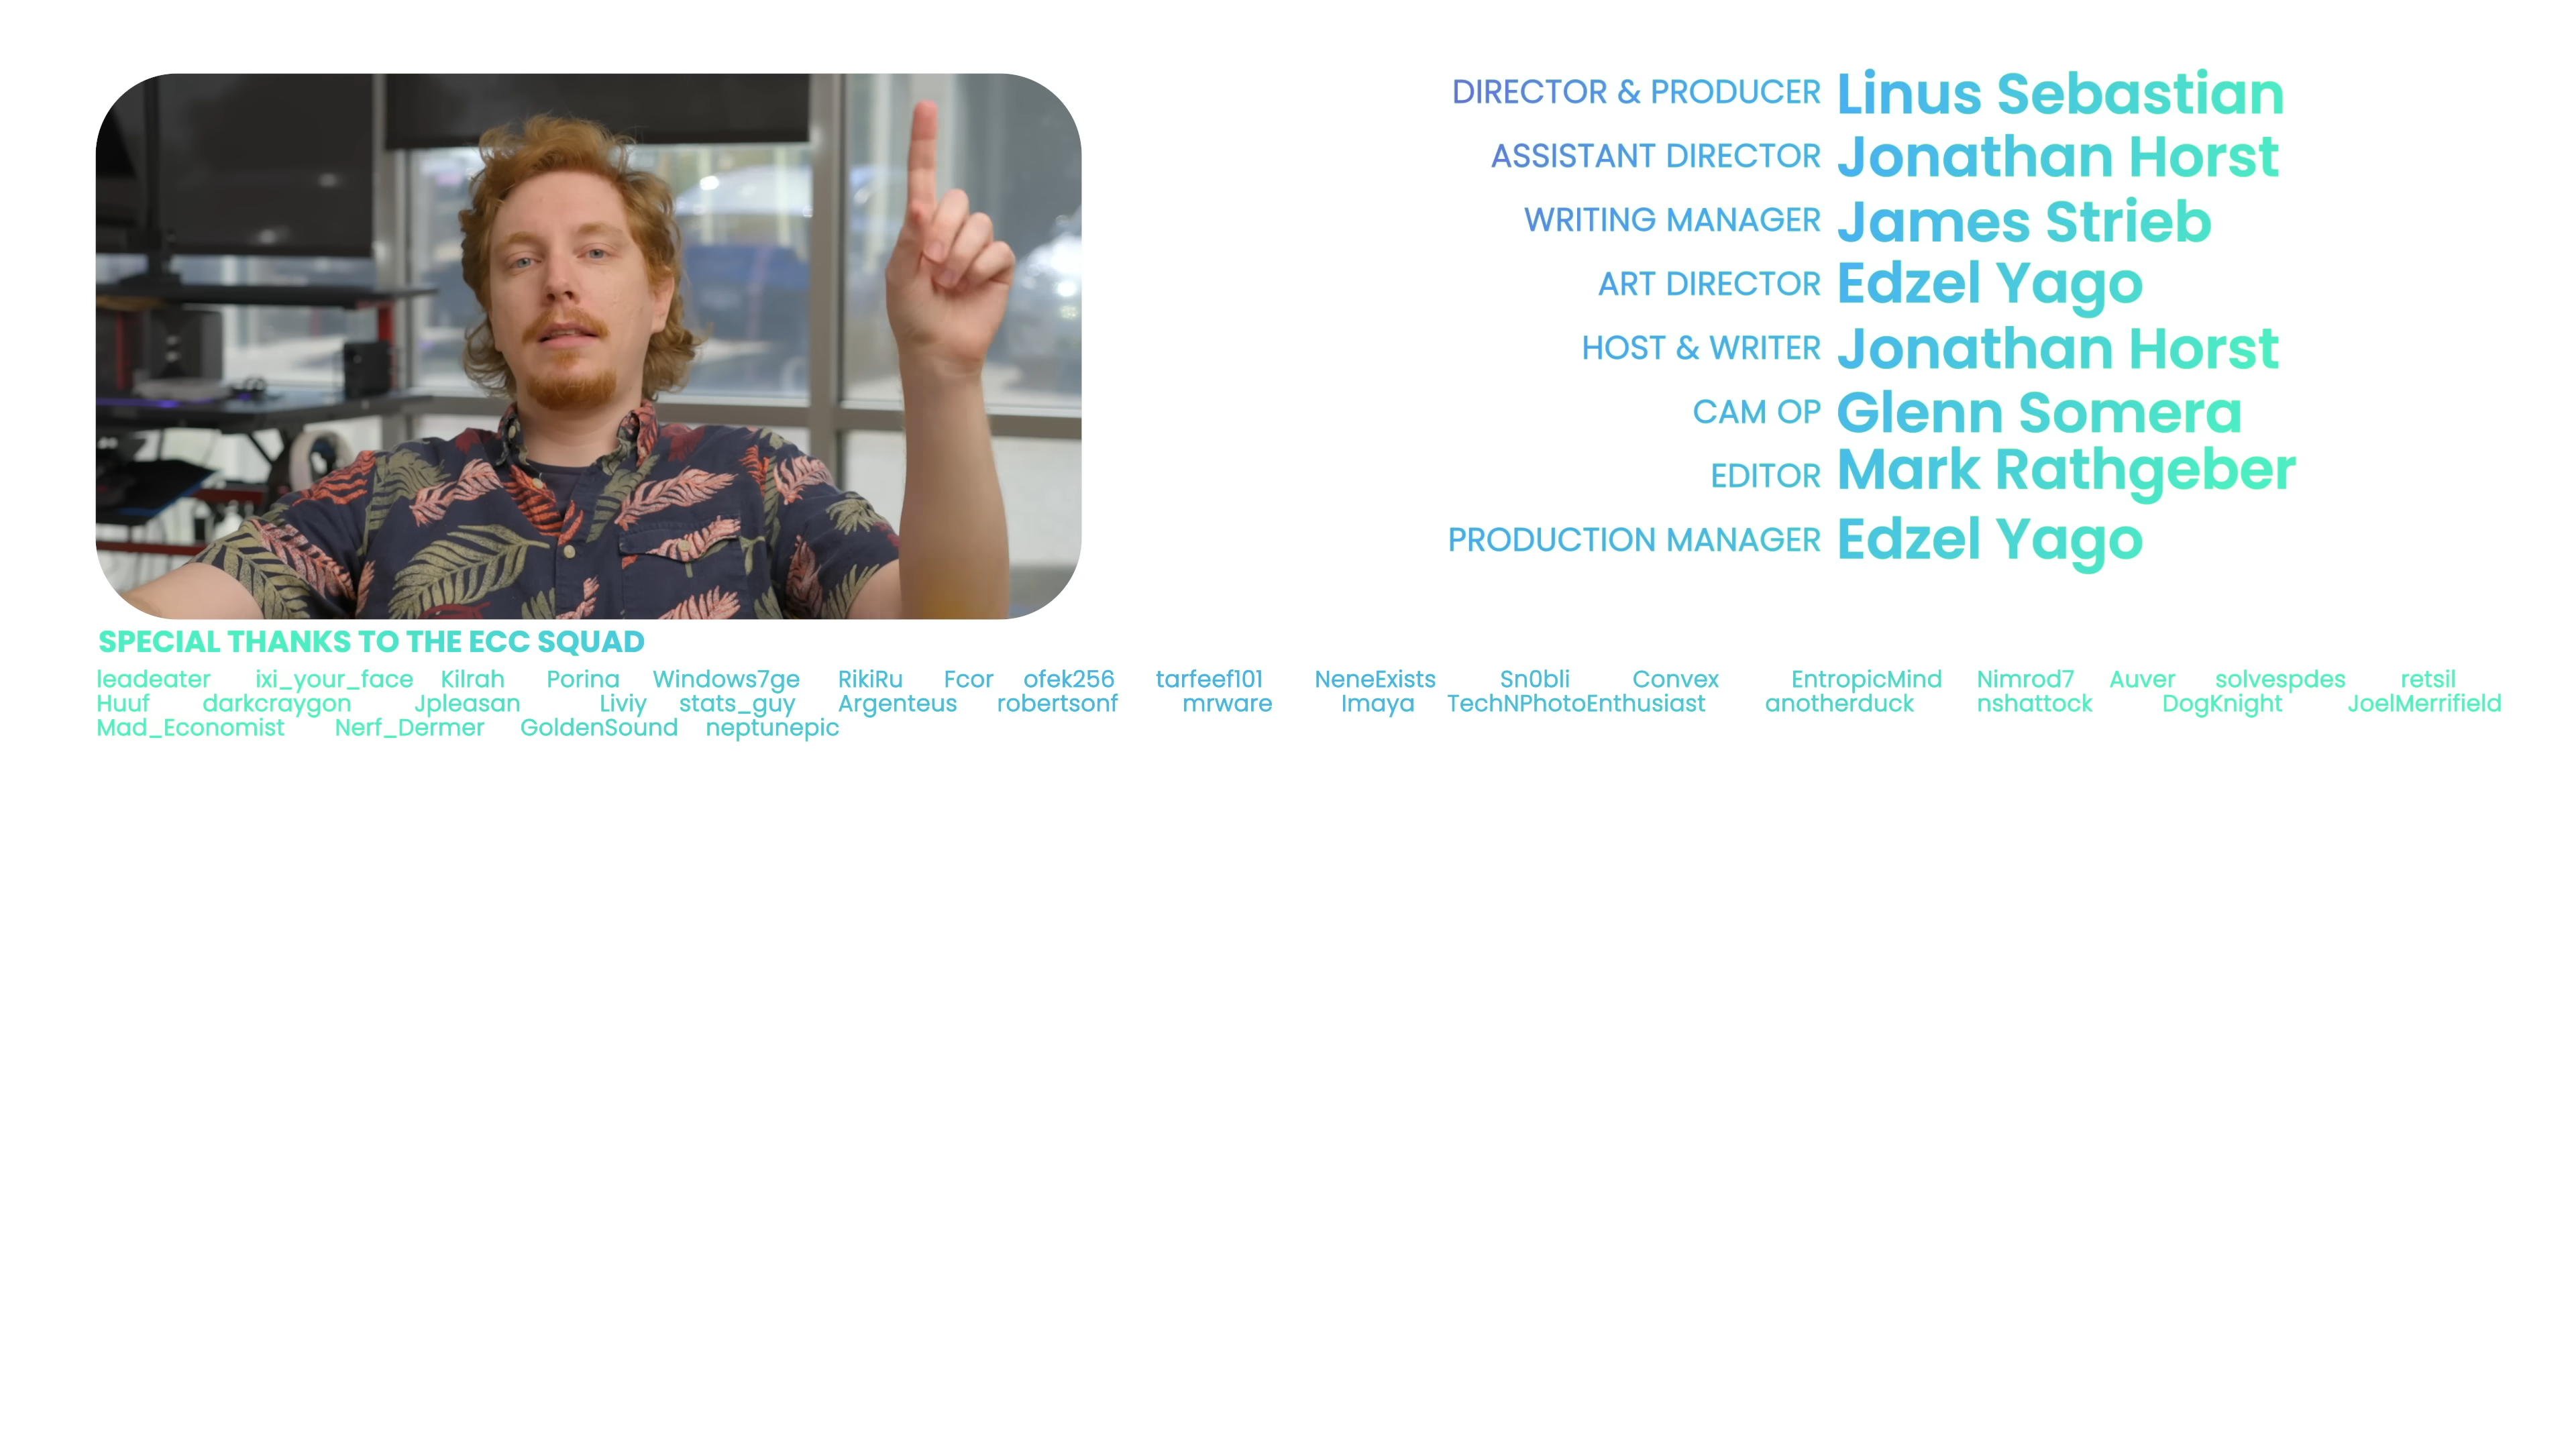 DIRECTOR & PRODUCER Linus Sebastian
ASSISTANT DIRECTOR Jonathan Horst
WRITING MANAGER James Strieb
ART DIRECTOR Edzel Yago
HOST & WRITER Jonathan Horst
CAM OP Glenn Somera
EDITOR Mark Rathgeber
PRODUCTION MANAGER Edzel Yago
SPECIAL THANKS TO THE ECC SQUAD
leadeater ixi_your_face Kilrah Porina Windows7ge RikiRu Fcor ofek256 tarfeef101 NeneExists Sn0bli Convex EntropicMind Nimrod7 Auver solvespdes retsil
Huuf darkcraygon Jpleasan Liviy stats_guy Argenteus robertsonf mrware Imaya TechNPhotoEnthusiast anotherduck nshattock DogKnight JoelMerrifield
Mad_Economist Nerf_Dermer GoldenSound neptunepic